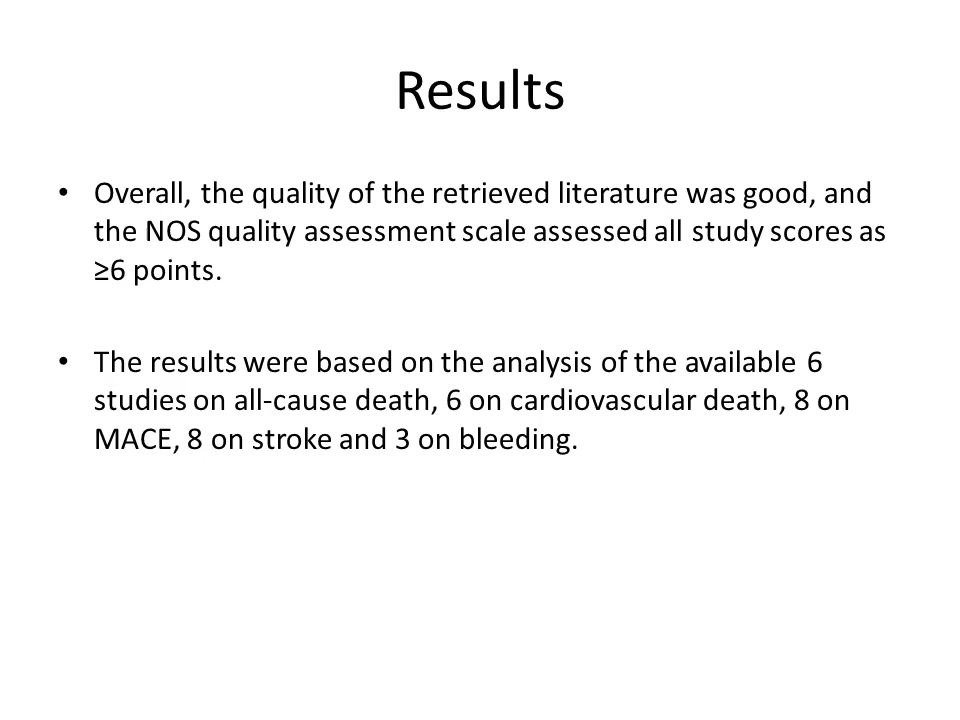 Results
• Overall, the quality of the retrieved literature was good, and
the NOS quality assessment scale assessed all study scores as
≥6 points.
• The results were based on the analysis of the available 6
studies on all-cause death, 6 on cardiovascular death, 8 on
MACE, 8 on stroke and 3 on bleeding.